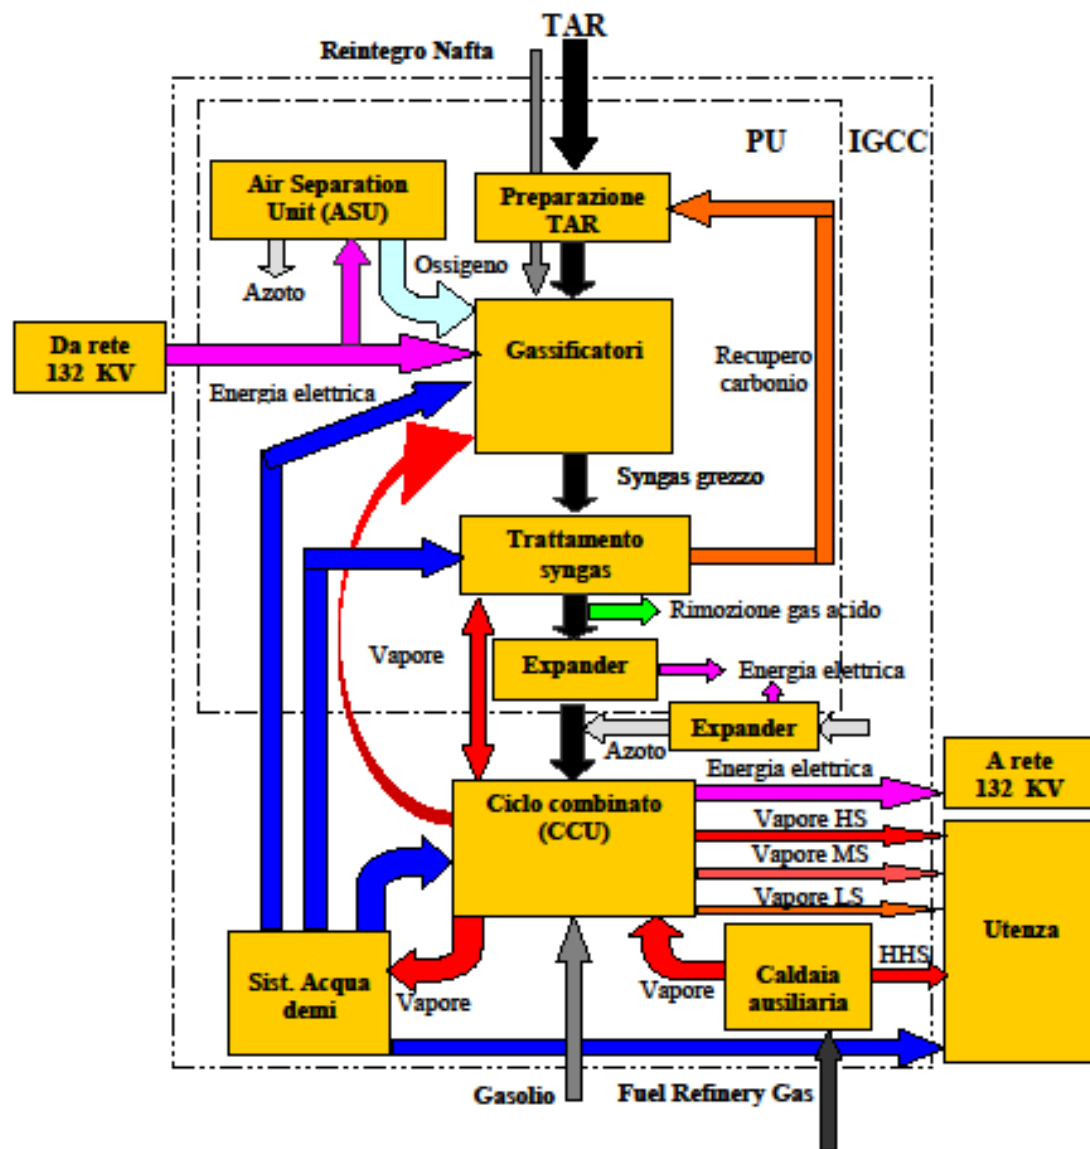 TAR
Reintegro Nafta
PU
IGCC
Air Separation
Unit (ASU)
Preparazione
TAR
Ossigeno
Azoto
Da rete
132 KV
Gassificatori
Recupero
carbonio
Energia elettrica
Syngas grezzo
Trattamento
syngas
Rimozione gas acido
Vapore
Expander
Energia elettrica
Expander
Azoto
Energia elettrica
A rete
132 KV
Ciclo combinato
(CCU)
Vapore HS
Vapore MS
Vapore LS
Utenza
HHS
Sist. Acqua
demi
Vapore
Vapore
Caldaia
ausiliaria
Gasolio
Fuel Refinery Gas